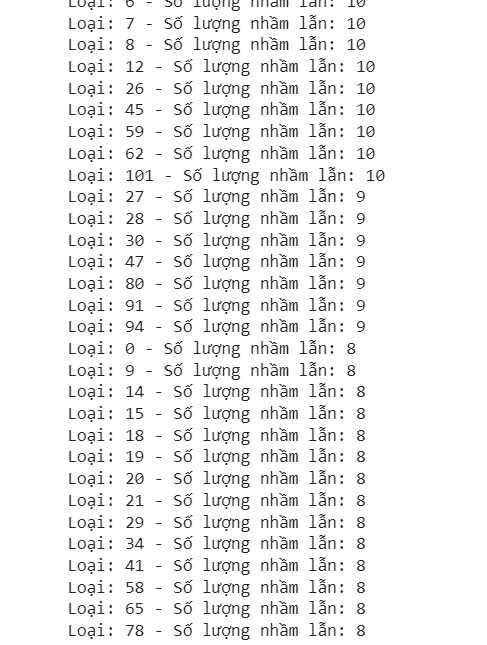 Loại: 6 - Số lượng nhầm lẫn: 10
Loại: 7 - Số lượng nhầm lẫn: 10
Loại: 8 - Số lượng nhầm lẫn: 10
Loại: 12 - Số lượng nhầm lẫn: 10
Loại: 26 - Số lượng nhầm lẫn: 10
Loại: 45 - Số lượng nhầm lẫn: 10
Loại: 59 - Số lượng nhầm lẫn: 10
Loại: 62 - Số lượng nhầm lẫn: 10
Loại: 101 - Số lượng nhầm lẫn: 10
Loại: 27 - Số lượng nhầm lẫn: 9
Loại: 28 - Số lượng nhầm lẫn: 9
Loại: 30 - Số lượng nhầm lẫn: 9
Loại: 47 - Số lượng nhầm lẫn: 9
Loại: 80 - Số lượng nhầm lẫn: 9
Loại: 91 - Số lượng nhầm lẫn: 9
Loại: 94 - Số lượng nhầm lẫn: 9
Loại: 0 - Số lượng nhầm lẫn: 8
Loại: 9 - Số lượng nhầm lẫn: 8
Loại: 14 - Số lượng nhầm lẫn: 8
Loại: 15 - Số lượng nhầm lẫn: 8
Loại: 18 - Số lượng nhầm lẫn: 8
Loại: 19 - Số lượng nhầm lẫn: 8
Loại: 20 - Số lượng nhầm lẫn: 8
Loại: 21 - Số lượng nhầm lẫn: 8
Loại: 29 - Số lượng nhầm lẫn: 8
Loại: 34 - Số lượng nhầm lẫn: 8
Loại: 41 - Số lượng nhầm lẫn: 8
Loại: 58 - Số lượng nhầm lẫn: 8
Loại: 65 - Số lượng nhầm lẫn: 8
Loại: 78 - Số lượng nhầm lẫn: 8